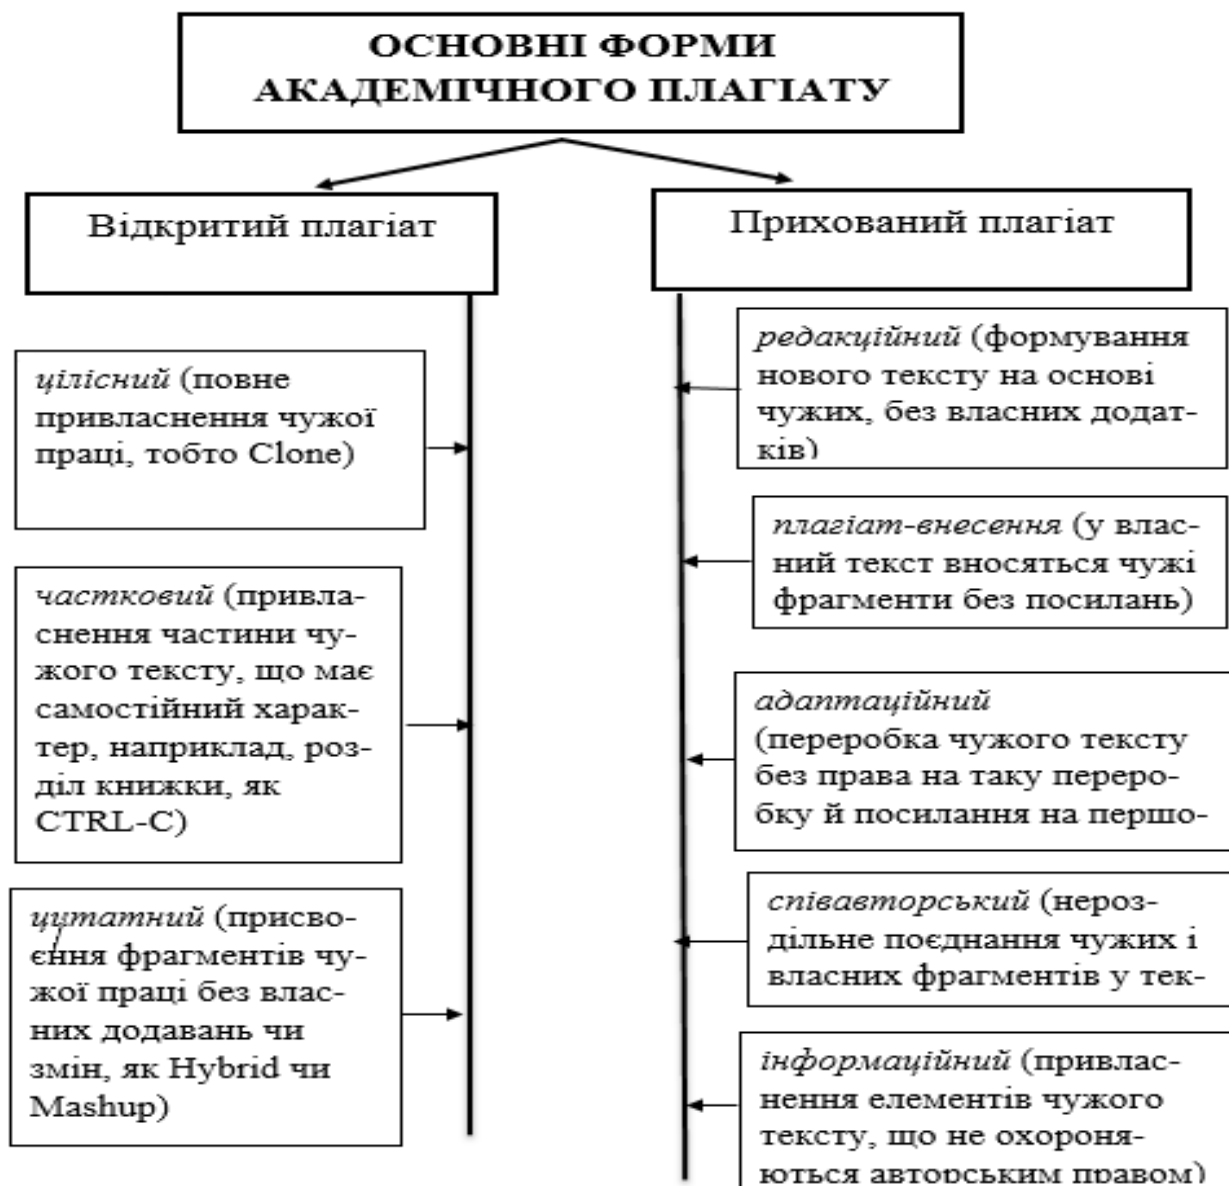 ОСНОВНІ ФОРМИ
АКАДЕМІЧНОГО ПЛАГІАТУ
Відкритий плагіат
цілісний (повне
привласнення чужої
праці, тобто Clone)
частковий (привла-
снення частини чу-
жого тексту, що має
самостійний харак-
тер, наприклад, роз-
діл книжки, як
CTRL-C)
цитатний (присво-
єння фрагментів чу-
жої праці без влас-
них додавань чи
змін, як Hybrid чи
Mashup)
Прихований плагіат
редакційний (формування
нового тексту на основі
чужих, без власних додат-
ків)
плагіат-внесення (у влас-
ний текст вносяться чужі
фрагменти без посилань)
адаптаційний
(переробка чужого тексту
без права на таку переро-
бку й посилання на першо-
співавторський (нероз-
дільне поєднання чужих і
власних фрагментів у тек-
інформаційний (привлас-
нення елементів чужого
тексту, що не охороня-
ються авторським правом)